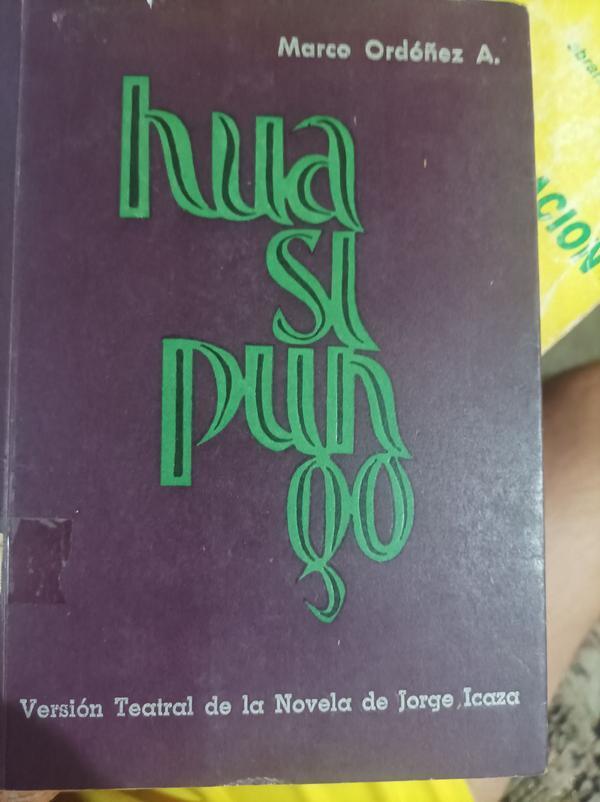 Marco Ordóñez A.
hua
si
pun
go
Versión Teatral de la Novela de Jorge Icaza
ACION